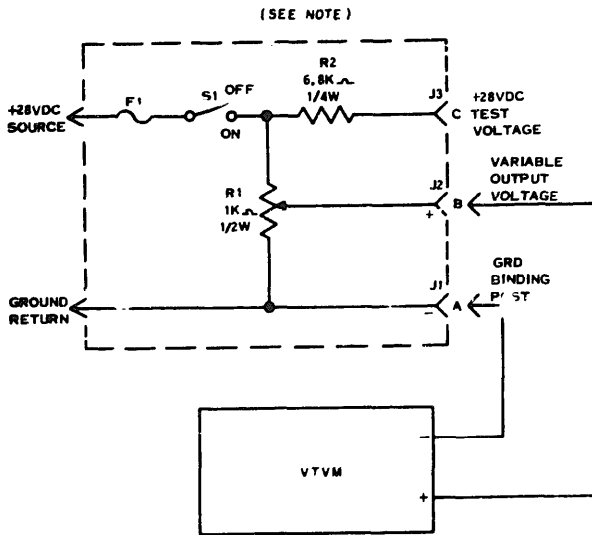 (SEE NOTE)
+28VDC
SOURCE
F1
S1
OFF
ON
R2
6.8K
1/4W
J3
C
+28VDC
TEST
VOLTAGE
R1
1K
1/2W
J2
+
B
VARIABLE
OUTPUT
VOLTAGE
GROUND
RETURN
J1
−
A
GRD
BINDING
VTVM
−
+